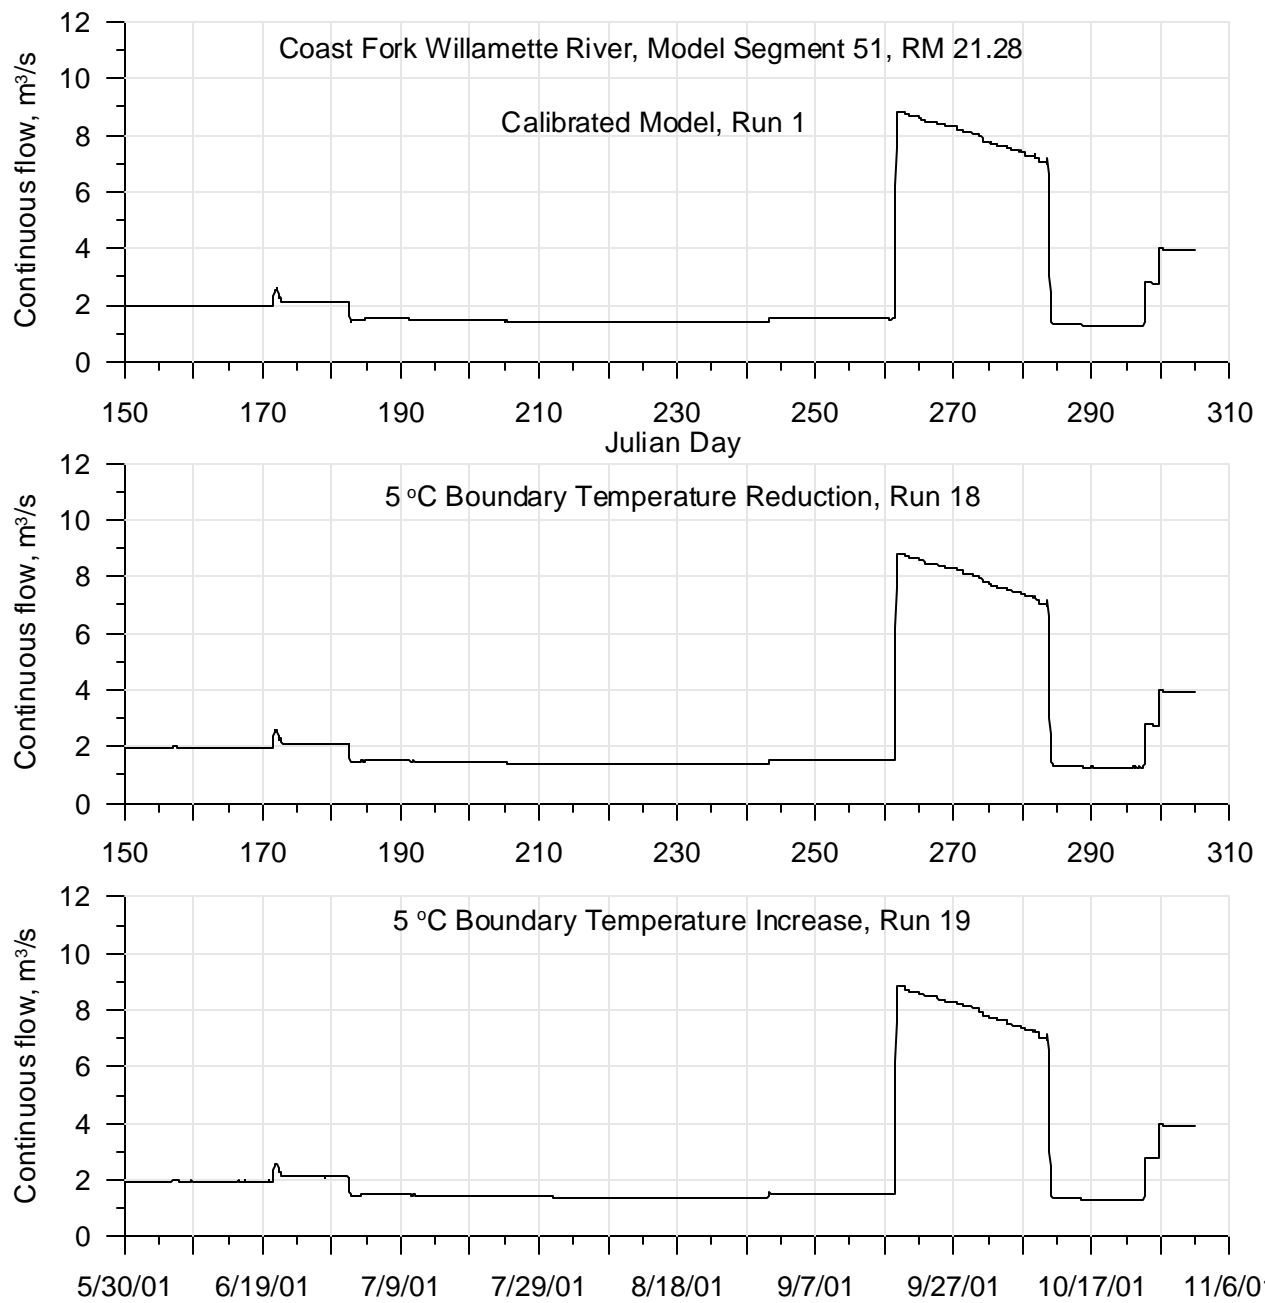 12
Coast Fork Willamette River, Model Segment 51, RM 21.28
10
Calibrated Model, Run 1
8
6
4
2
0
Continuous flow, m³/s
150 170 190 210 230 250 270 290 310
Julian Day
12
5 ᵒC Boundary Temperature Reduction, Run 18
10
8
6
4
2
0
Continuous flow, m³/s
150 170 190 210 230 250 270 290 310
12
5 ᵒC Boundary Temperature Increase, Run 19
10
8
6
4
2
0
Continuous flow, m³/s
5/30/01 6/19/01 7/9/01 7/29/01 8/18/01 9/7/01 9/27/01 10/17/01